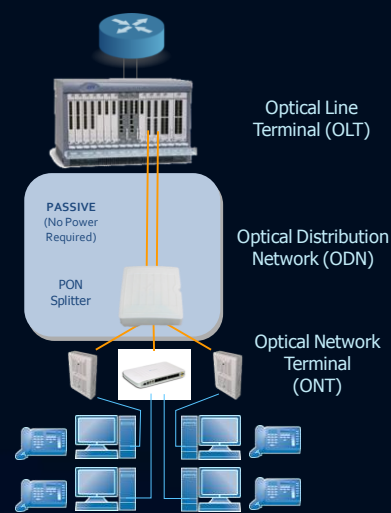 Optical Line
Terminal (OLT)
PASSIVE
(No Power
Required)
PON
Splitter
Optical Distribution
Network (ODN)
Optical Network
Terminal
(ONT)